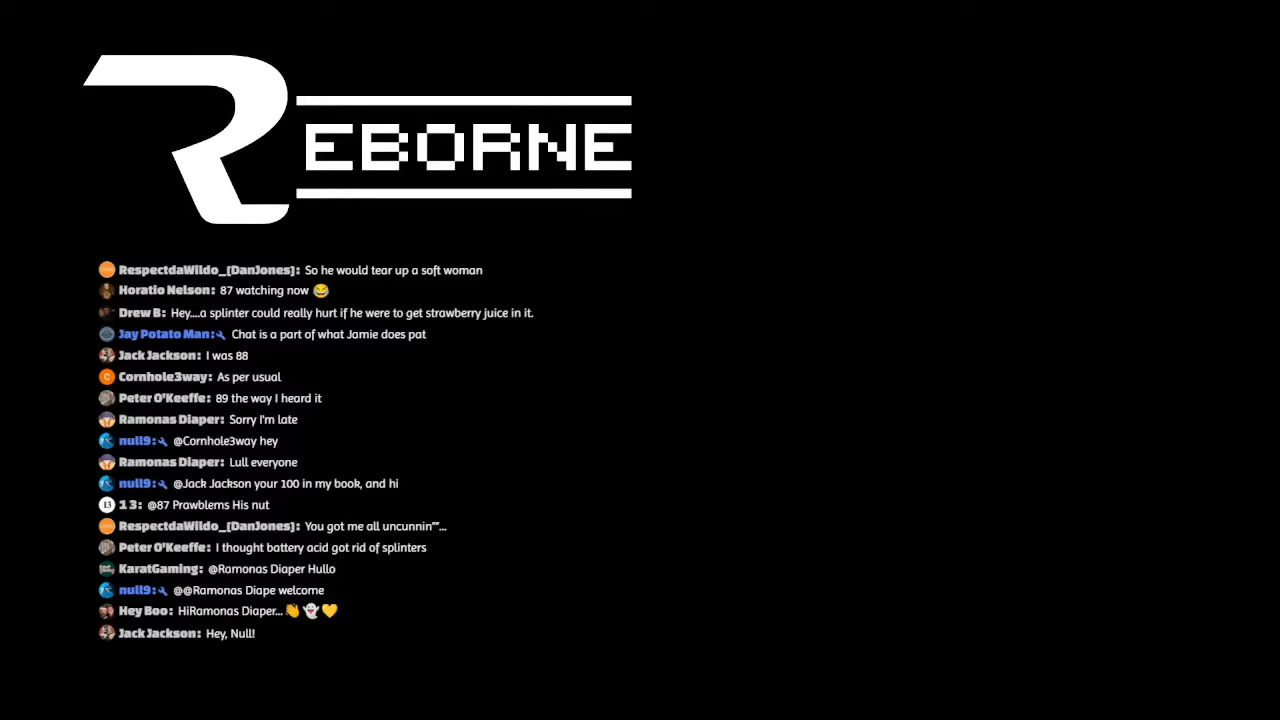 REBORNE
RespectdaWildo_[DanJones]: So he would tear up a soft woman
Horatio Nelson: 87 watching now 😂
Drew B: Hey....a splinter could really hurt if he were to get strawberry juice in it.
Jay Potato Man:🔧 Chat is a part of what Jamie does pat
Jack Jackson: I was 88
C Cornhole3way: As per usual
Peter O'Keeffe: 89 the way I heard it
Ramonas Diaper: Sorry I'm late
null9:🔧 @Cornhole3way hey
Ramonas Diaper: Lull everyone
null9:🔧 @Jack Jackson your 100 in my book, and hi
13 1 3: @87 Prawblems His nut
RespectdaWildo_[DanJones]: You got me all uncunnin""...
Peter O'Keeffe: I thought battery acid got rid of splinters
KaratGaming: @Ramonas Diaper Hullo
null9:🔧 @@Ramonas Diape welcome
Hey Boo: HiRamonas Diaper... 👋👻💛
Jack Jackson: Hey, Null!